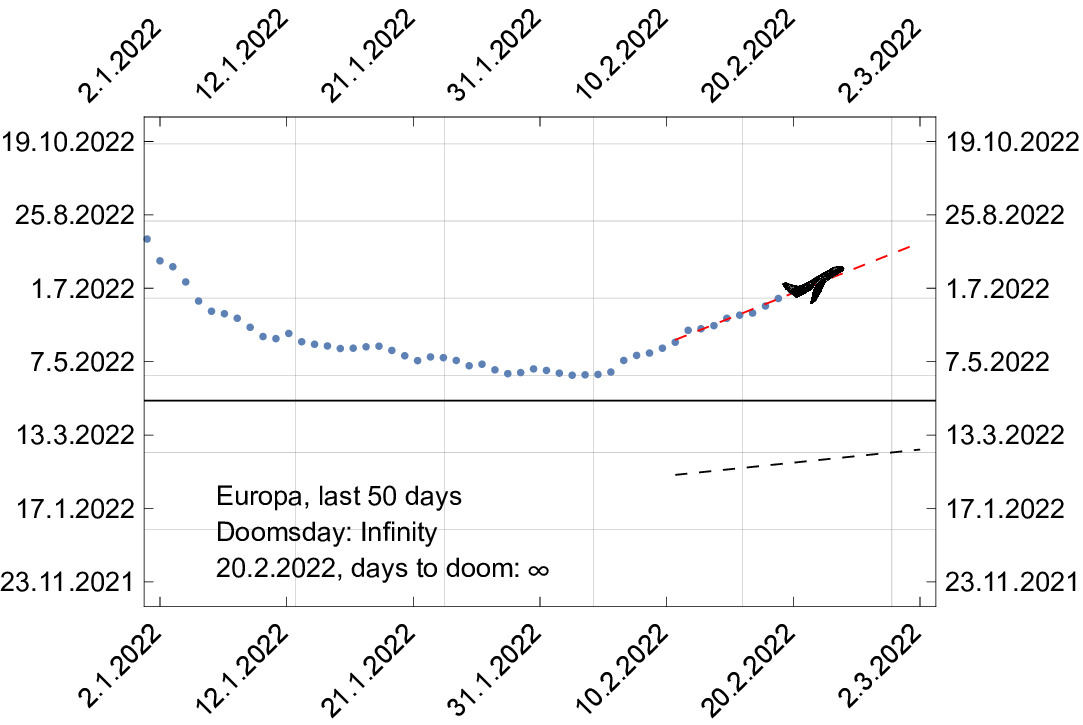 2.1.2022 12.1.2022 21.1.2022 31.1.2022 10.2.2022 20.2.2022 2.3.2022
19.10.2022 19.10.2022
25.8.2022 25.8.2022
1.7.2022 1.7.2022
7.5.2022 7.5.2022
13.3.2022 13.3.2022
17.1.2022 17.1.2022
23.11.2021 23.11.2021
Europa, last 50 days
Doomsday: Infinity
20.2.2022, days to doom: ∞
2.1.2022 12.1.2022 21.1.2022 31.1.2022 10.2.2022 20.2.2022 2.3.2022